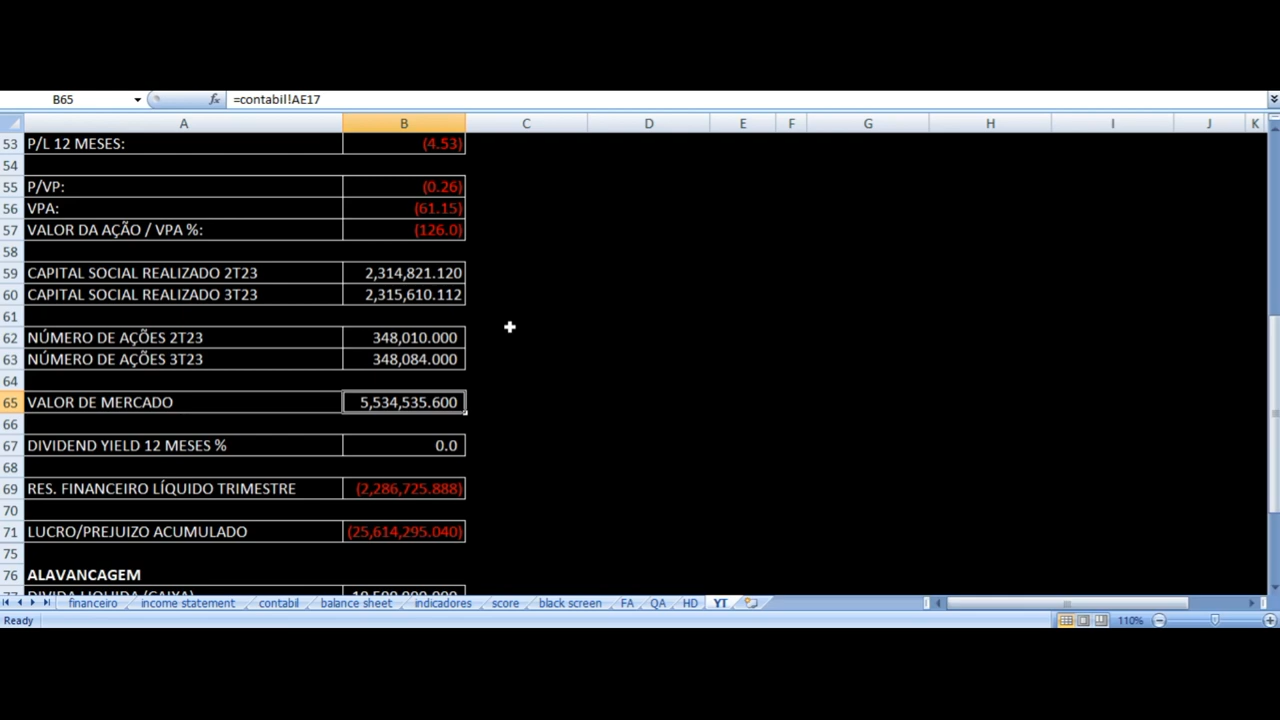 B65 fx =contabil!AE17
A B C D E F G H I J K
53 P/L 12 MESES: (4.53)
54
55 P/VP: (0.26)
56 VPA: (61.15)
57 VALOR DA AÇÃO / VPA %: (126.0)
58
59 CAPITAL SOCIAL REALIZADO 2T23 2,314,821.120
60 CAPITAL SOCIAL REALIZADO 3T23 2,315,610.112
61
62 NÚMERO DE AÇÕES 2T23 348,010.000
63 NÚMERO DE AÇÕES 3T23 348,084.000
64
65 VALOR DE MERCADO 5,534,535.600
66
67 DIVIDEND YIELD 12 MESES % 0.0
68
69 RES. FINANCEIRO LÍQUIDO TRIMESTRE (2,286,725.888)
70
71 LUCRO/PREJUIZO ACUMULADO (25,614,295.040)
75
76 ALAVANCAGEM
financeiro income statement contabil balance sheet indicadores score black screen FA QA HD YT
Ready 110%